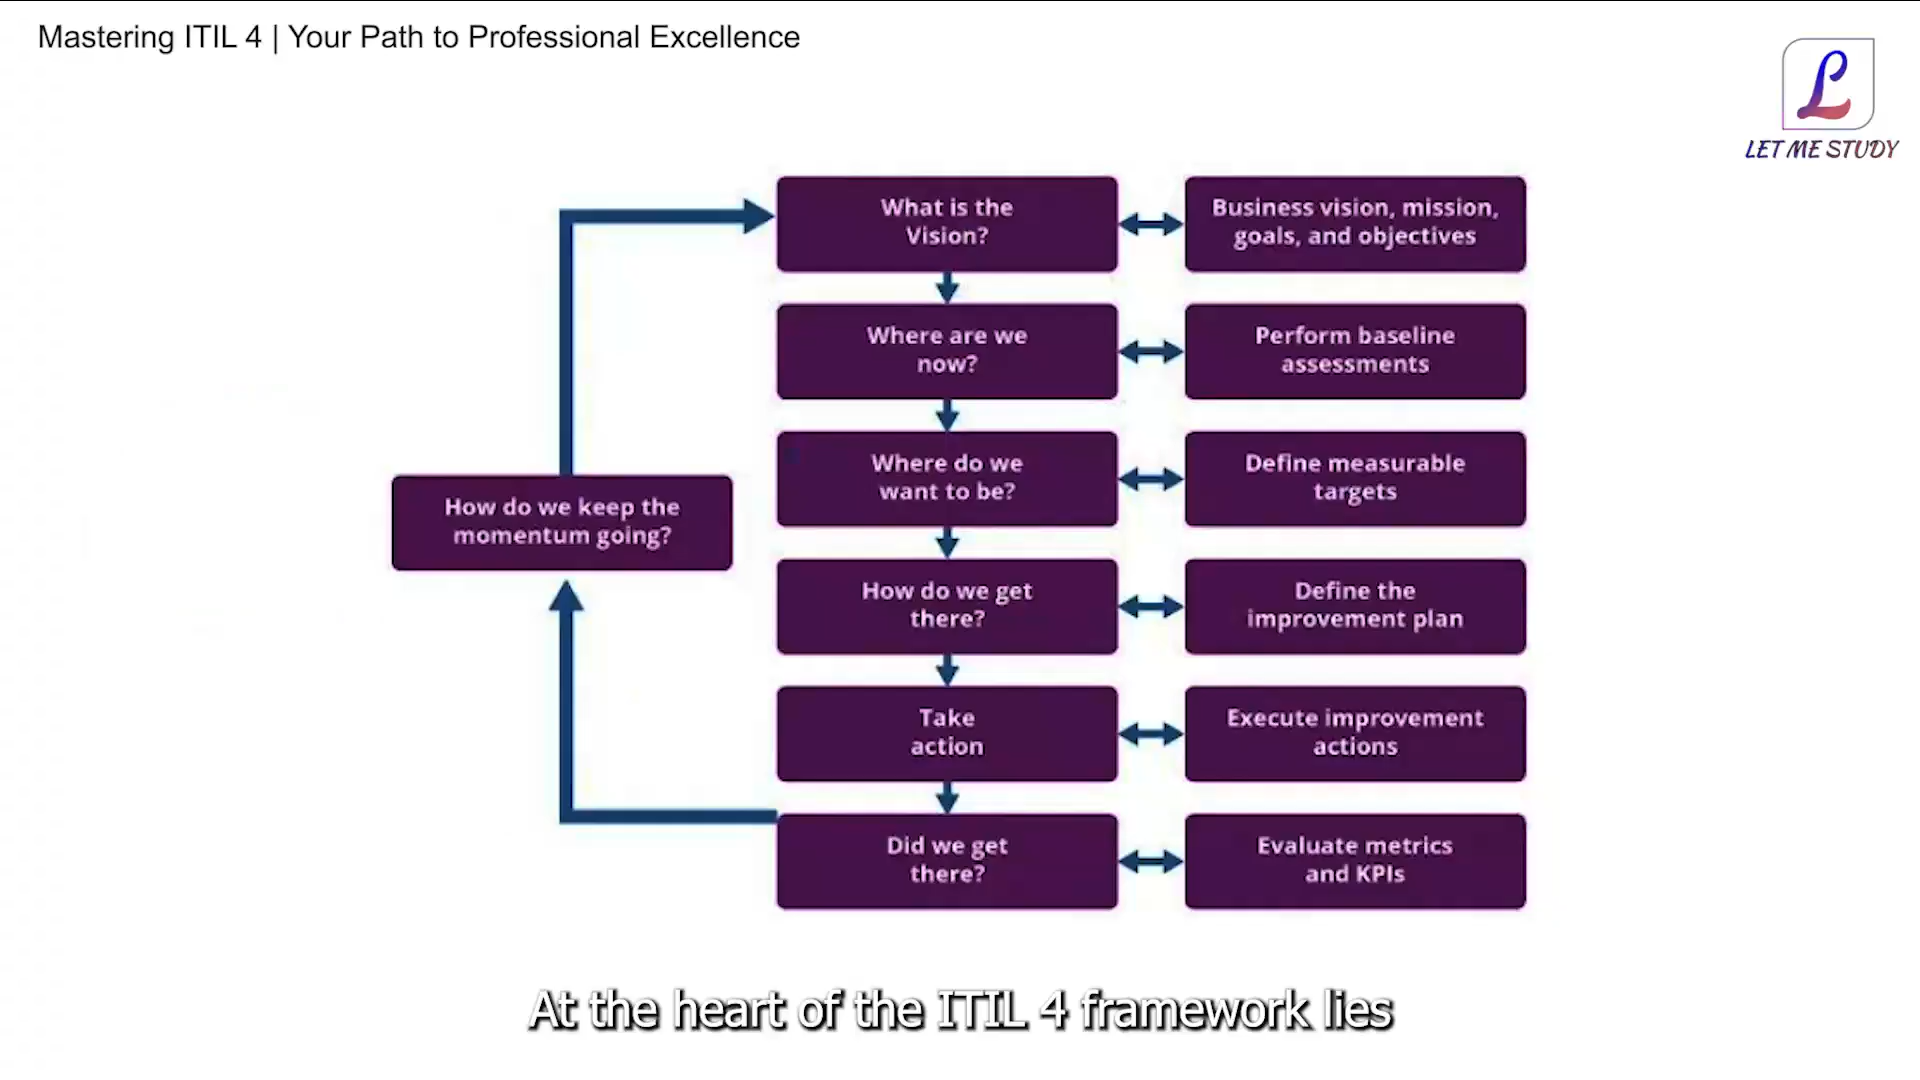 Mastering ITIL 4 | Your Path to Professional Excellence
L
LET ME STUDY
What is the
Vision?
Business vision, mission,
goals, and objectives
Where are we
now?
Perform baseline
assessments
Where do we
want to be?
Define measurable
targets
How do we keep the
momentum going?
How do we get
there?
Define the
improvement plan
Take
action
Execute improvement
actions
Did we get
there?
Evaluate metrics
and KPIs
At the heart of the ITIL 4 framework lies